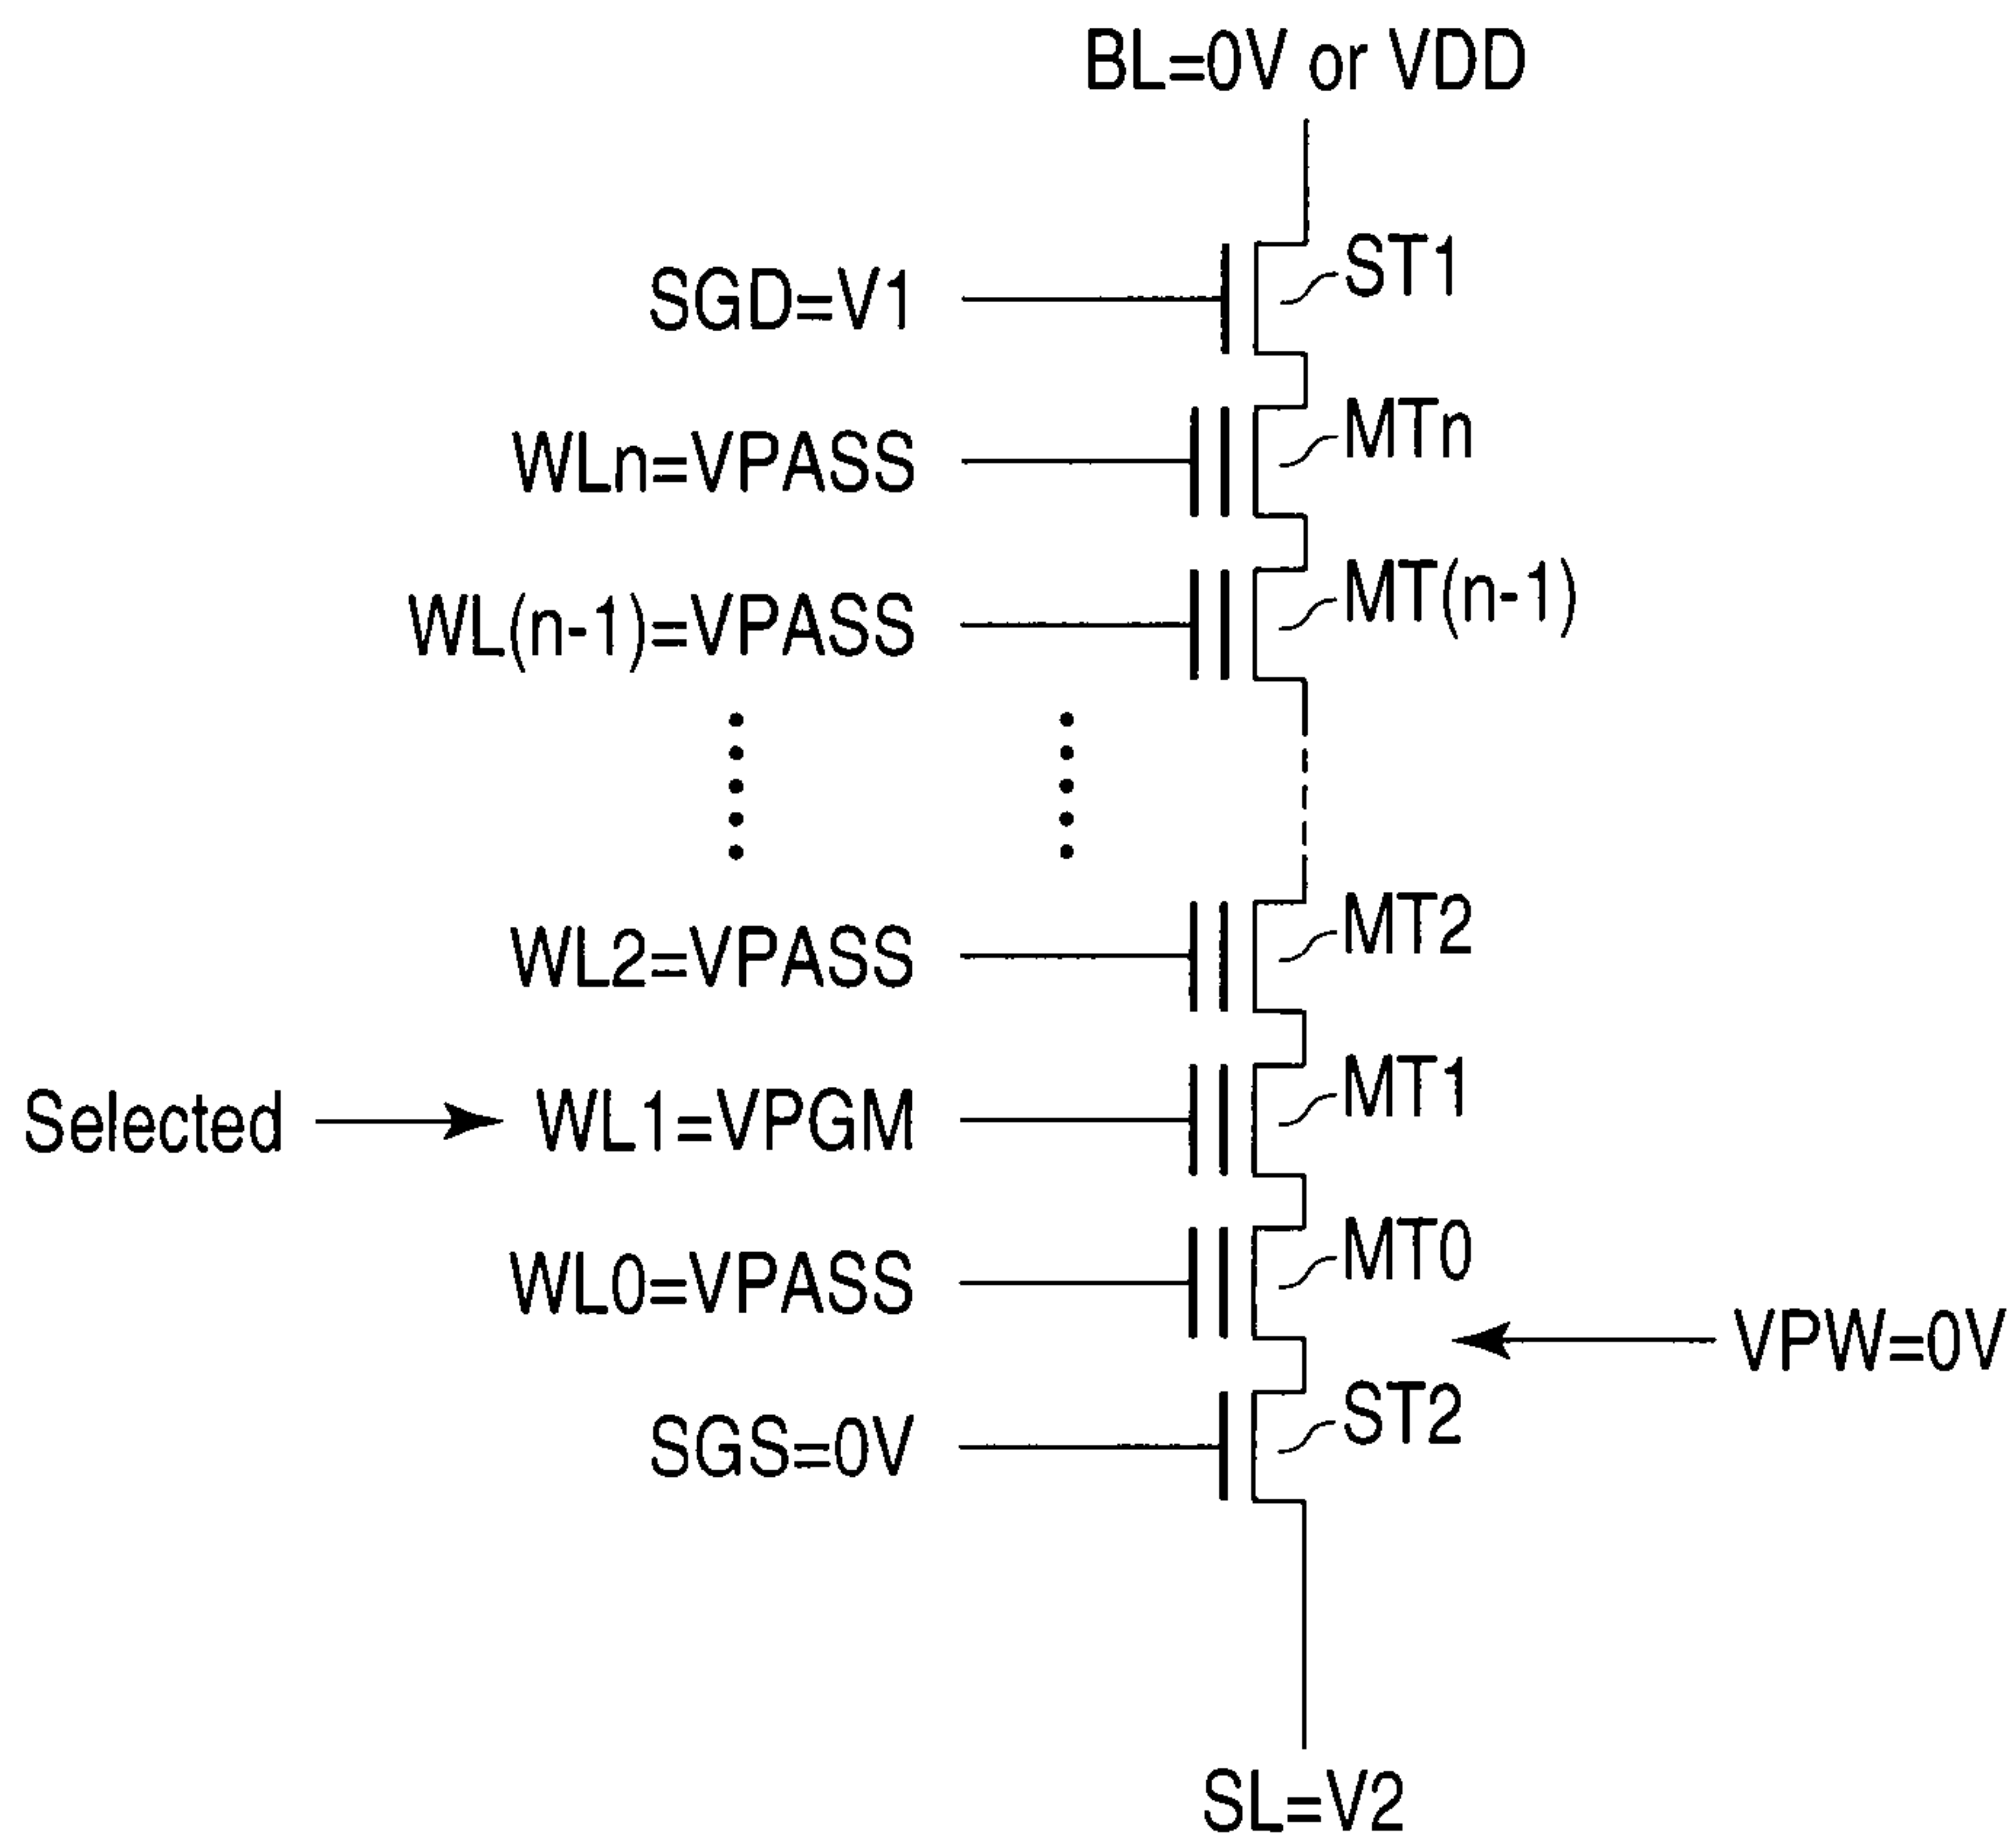 BL=0V or VDD
SGD=V1
ST1
WLn=VPASS
MTn
WL(n-1)=VPASS
MT(n-1)
WL2=VPASS
MT2
Selected
WL1=VPGM
MT1
WL0=VPASS
MT0
VPW=0V
SGS=0V
ST2
SL=V2